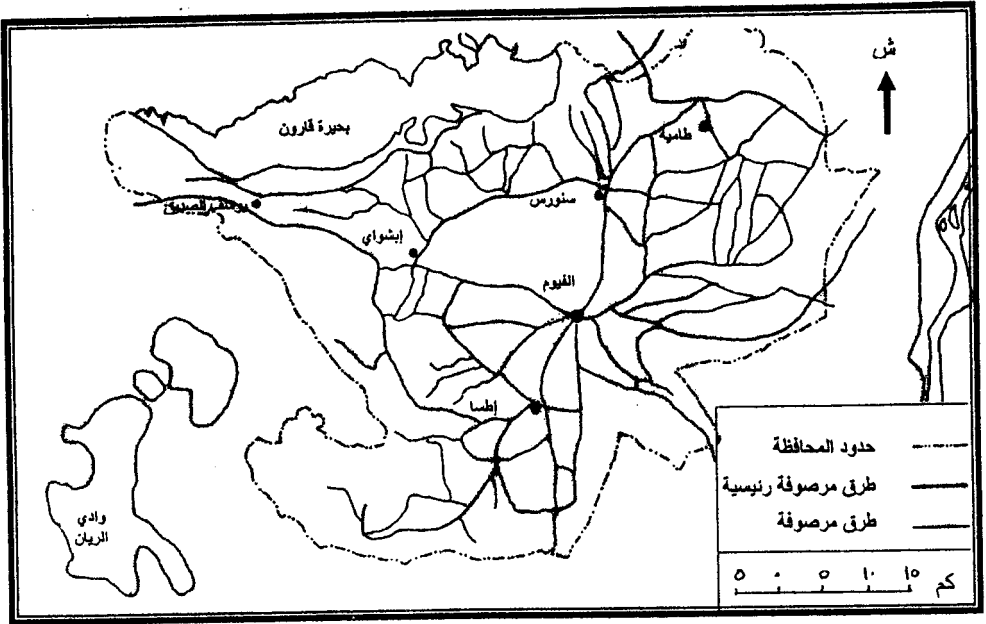 ش
بحيرة قارون
طامية
سنورس
إبشواي
الفيوم
إطسا
وادي
الريان
حدود المحافظة
طرق مرصوفة رئيسية
طرق مرصوفة
٥ ٠ ٥ ١٠ ١٥ كم